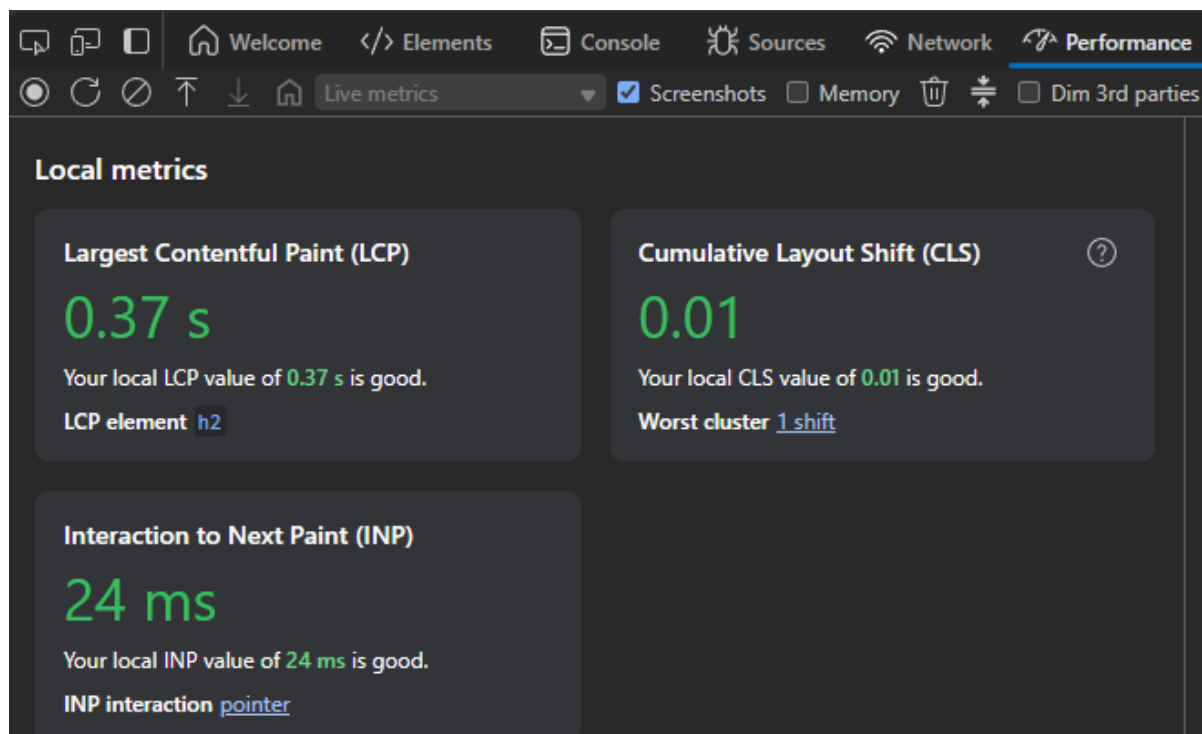 Welcome </> Elements Console Sources Network Performance
Live metrics Screenshots Memory Dim 3rd parties
Local metrics
Largest Contentful Paint (LCP)
0.37 s
Your local LCP value of 0.37 s is good.
LCP element h2
Cumulative Layout Shift (CLS)
0.01
Your local CLS value of 0.01 is good.
Worst cluster 1 shift
Interaction to Next Paint (INP)
24 ms
Your local INP value of 24 ms is good.
INP interaction pointer